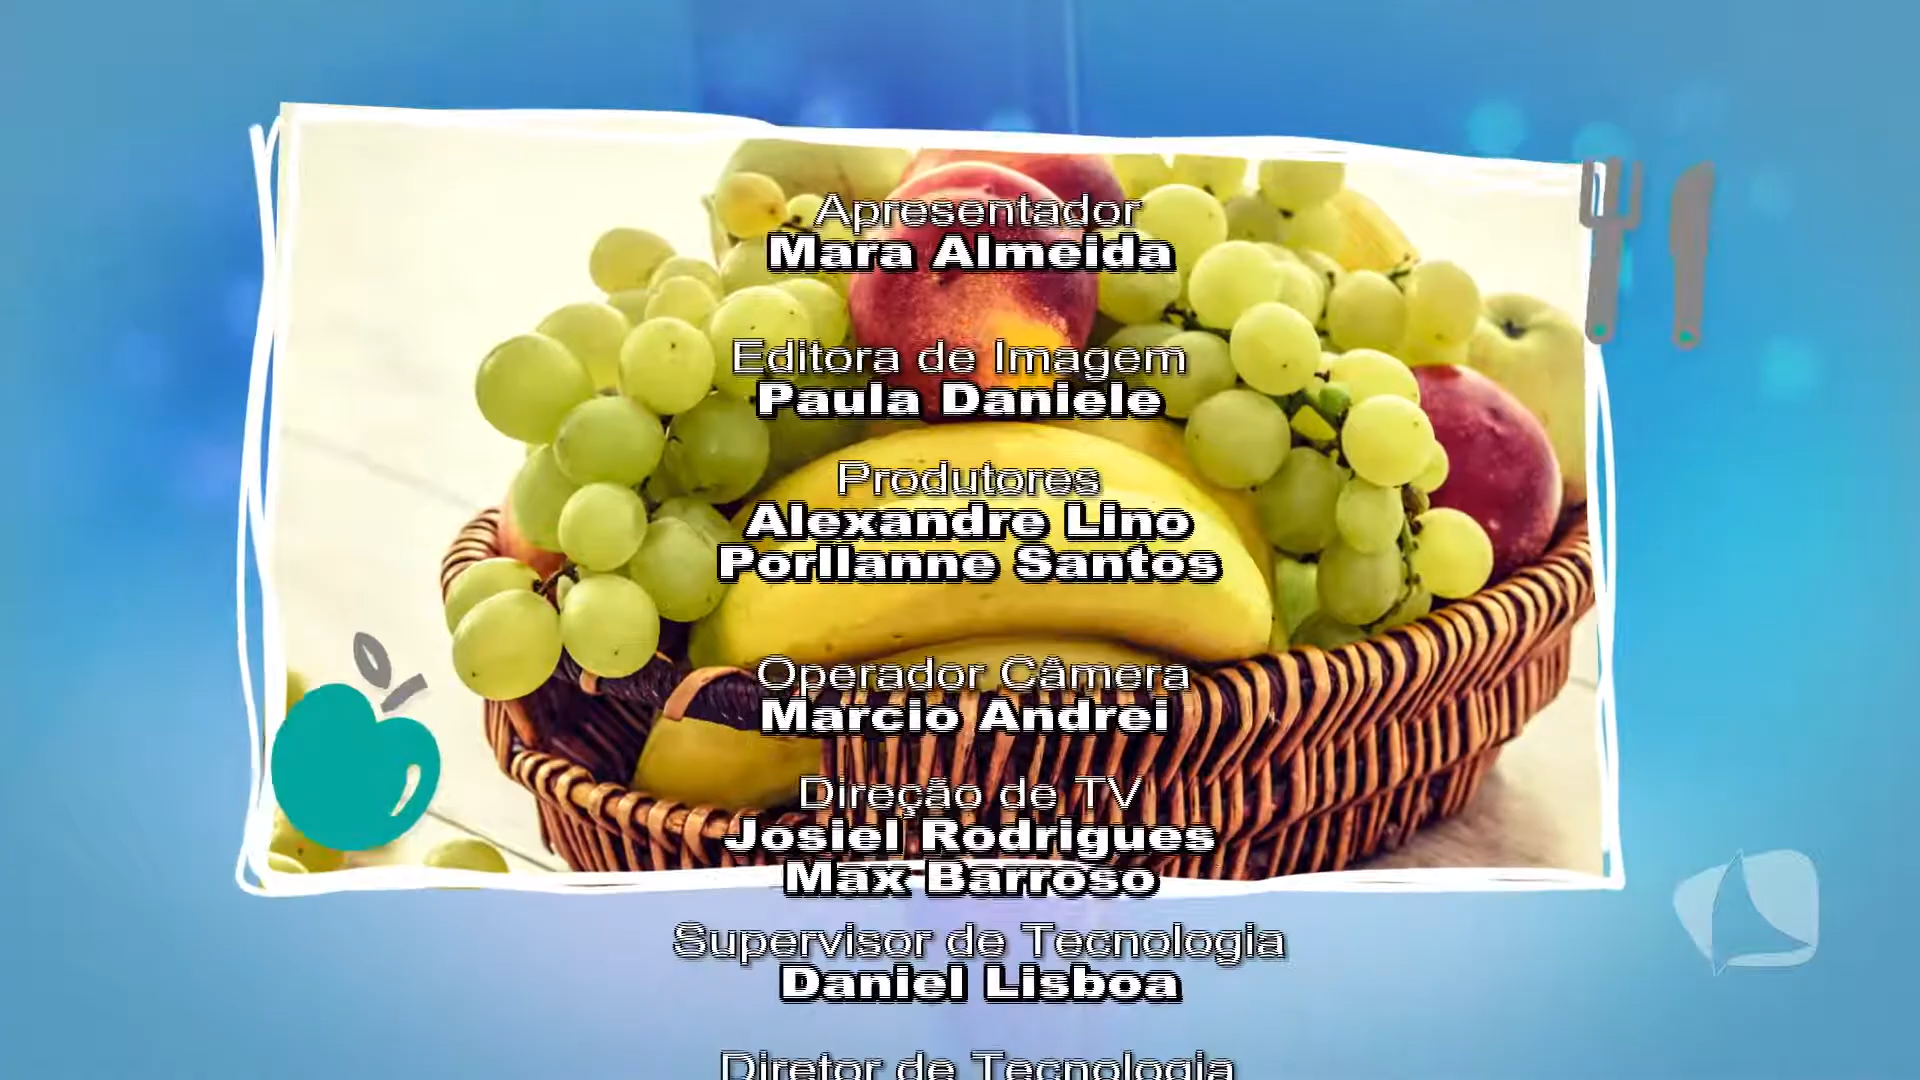 Apresentador
Mara Almeida
Editora de Imagem
Paula Daniele
Produtores
Alexandre Lino
Porllanne Santos
Operador Câmera
Marcio Andrei
Direção de TV
Josiel Rodrigues
Max Barroso
Supervisor de Tecnologia
Daniel Lisboa
Diretor de Tecnologia